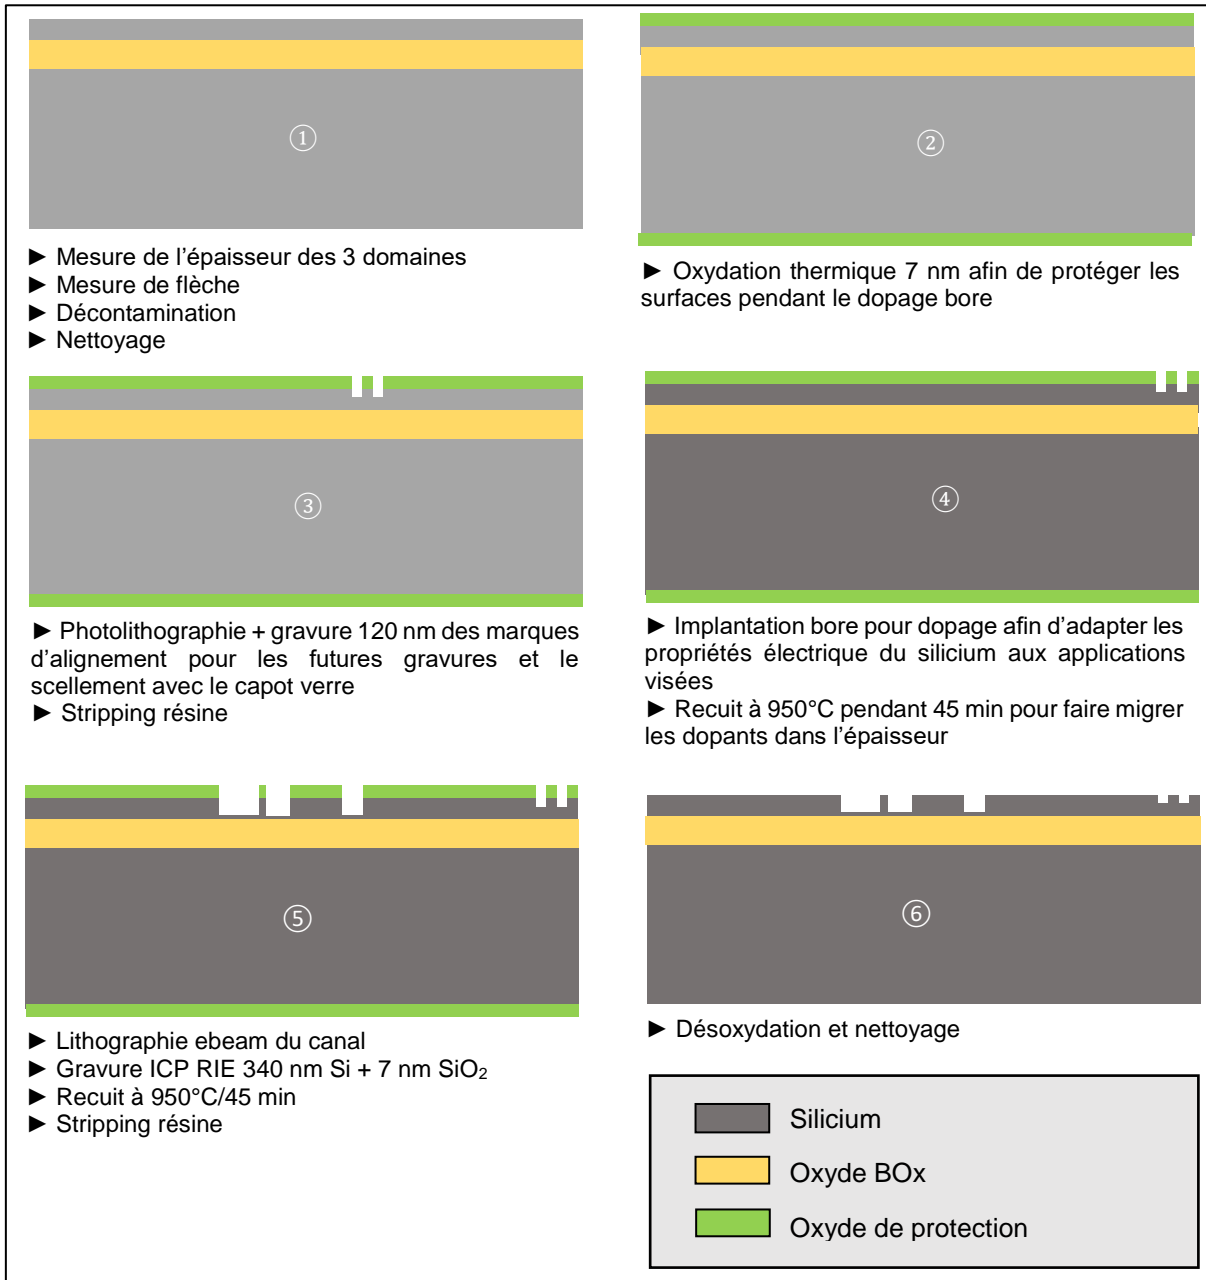 ①
► Mesure de l'épaisseur des 3 domaines
► Mesure de flèche
► Décontamination
► Nettoyage
②
► Oxydation thermique 7 nm afin de protéger les
surfaces pendant le dopage bore
③
► Photolithographie + gravure 120 nm des marques
d'alignement pour les futures gravures et le
scellement avec le capot verre
► Stripping résine
④
► Implantation bore pour dopage afin d'adapter les
propriétés électrique du silicium aux applications
visées
► Recuit à 950°C pendant 45 min pour faire migrer
les dopants dans l'épaisseur
⑤
► Lithographie ebeam du canal
► Gravure ICP RIE 340 nm Si + 7 nm SiO₂
► Recuit à 950°C/45 min
► Stripping résine
⑥
► Désoxydation et nettoyage
Silicium
Oxyde BOx
Oxyde de protection